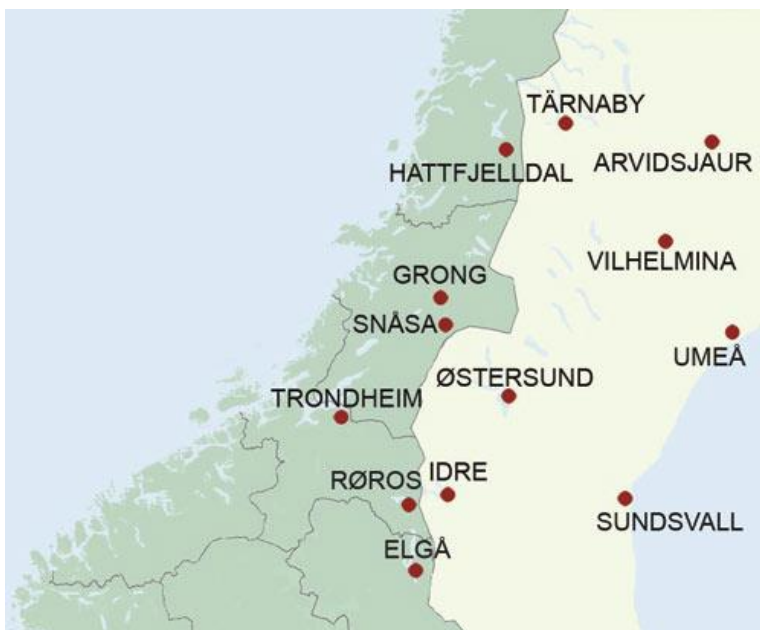 TÄRNABY
ARVIDSJAUR
HATTFJELLDAL
VILHELMINA
GRONG
SNÅSA
UMEÅ
ØSTERSUND
TRONDHEIM
RØROS
IDRE
SUNDSVALL
ELGÅ